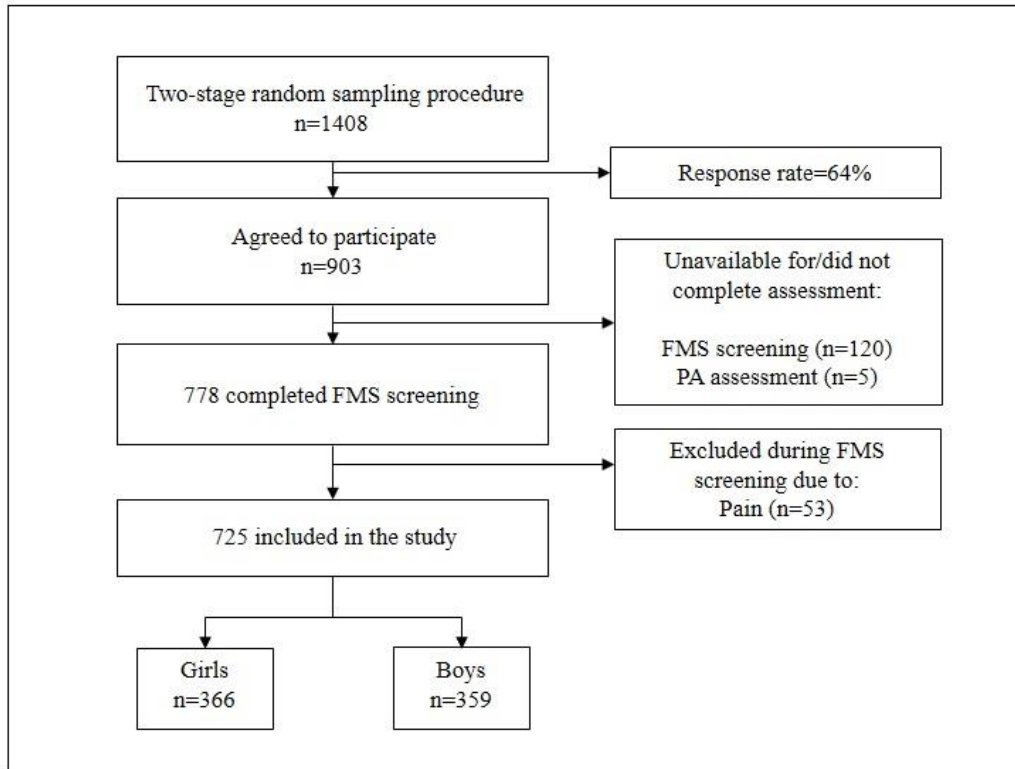 Two-stage random sampling procedure
n=1408
Response rate=64%
Agreed to participate
n=903
Unavailable for/did not
complete assessment:
FMS screening (n=120)
PA assessment (n=5)
778 completed FMS screening
Excluded during FMS
screening due to:
Pain (n=53)
725 included in the study
Girls
n=366
Boys
n=359